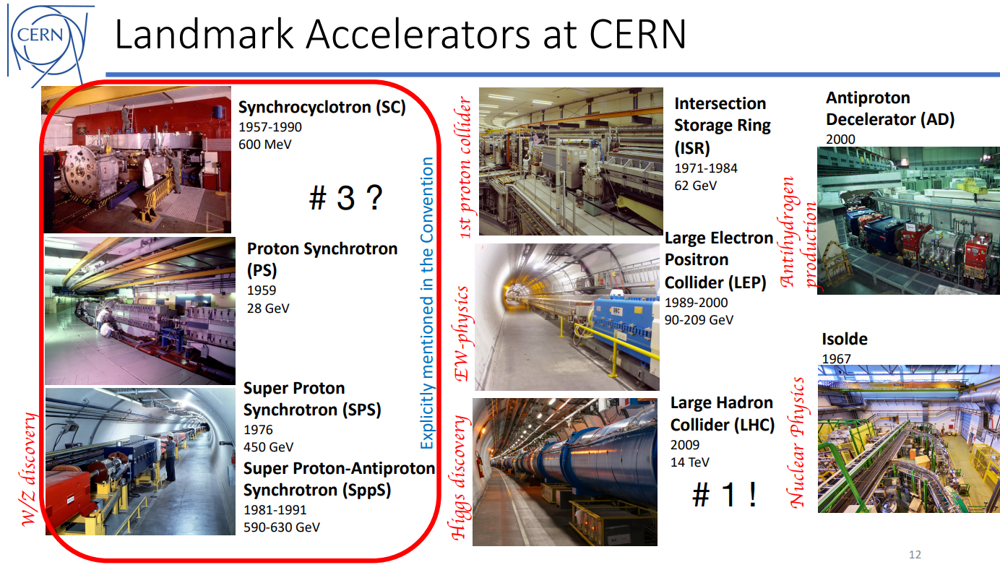 CERN
Landmark Accelerators at CERN
Synchrocyclotron (SC)
1957-1990
600 MeV
# 3 ?
Proton Synchrotron
(PS)
1959
28 GeV
Super Proton
Synchrotron (SPS)
1976
450 GeV
Super Proton-Antiproton
Synchrotron (SppS)
1981-1991
590-630 GeV
W/Z discovery
Explicitly mentioned in the Convention
1st proton collider
Intersection
Storage Ring
(ISR)
1971-1984
62 GeV
EW-physics
Large Electron
Positron
Collider (LEP)
1989-2000
90-209 GeV
Higgs discovery
Large Hadron
Collider (LHC)
2009
14 TeV
# 1 !
Antiproton
Decelerator (AD)
2000
Antihydrogen
production
Isolde
1967
Nuclear Physics
12